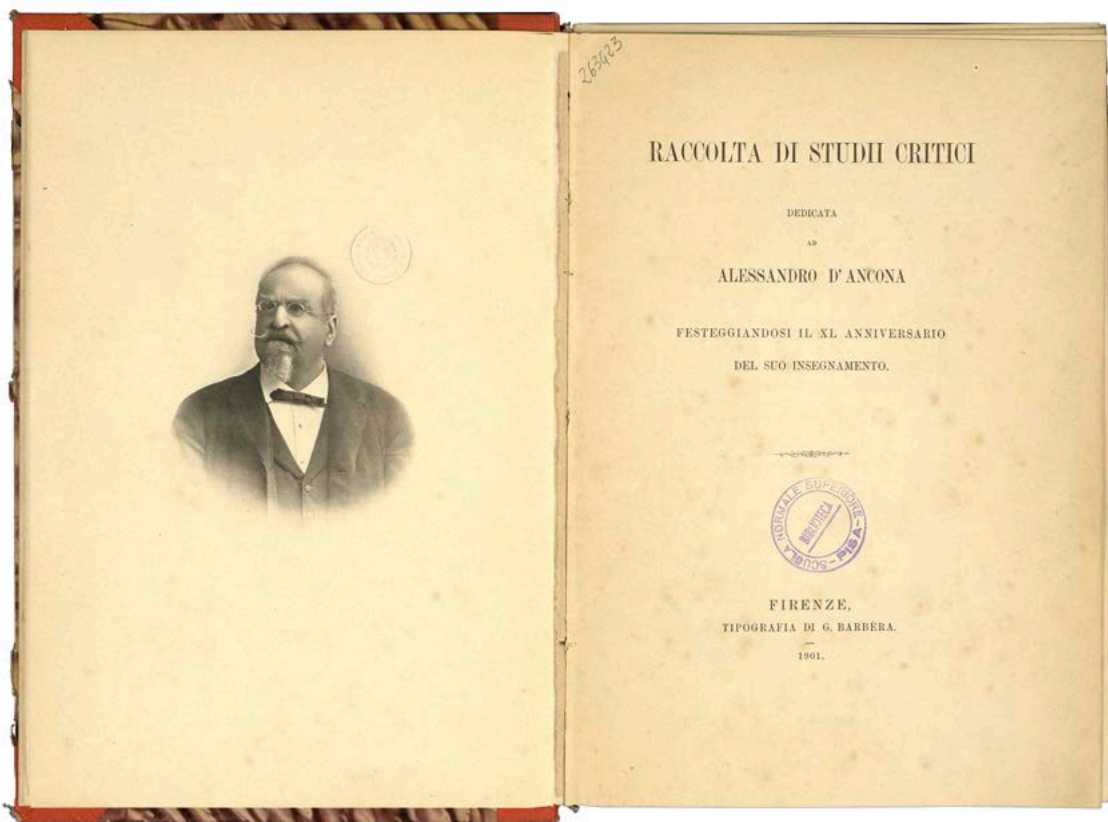 263423
RACCOLTA DI STUDII CRITICI
DEDICATA
AD
ALESSANDRO D'ANCONA
FESTEGGIANDOSI IL XL ANNIVERSARIO
DEL SUO INSEGNAMENTO.
SCUOLA NORMALE SUPERIORE - PISA -
BIBLIOTECA
FIRENZE,
TIPOGRAFIA DI G. BARBÈRA.
1901.